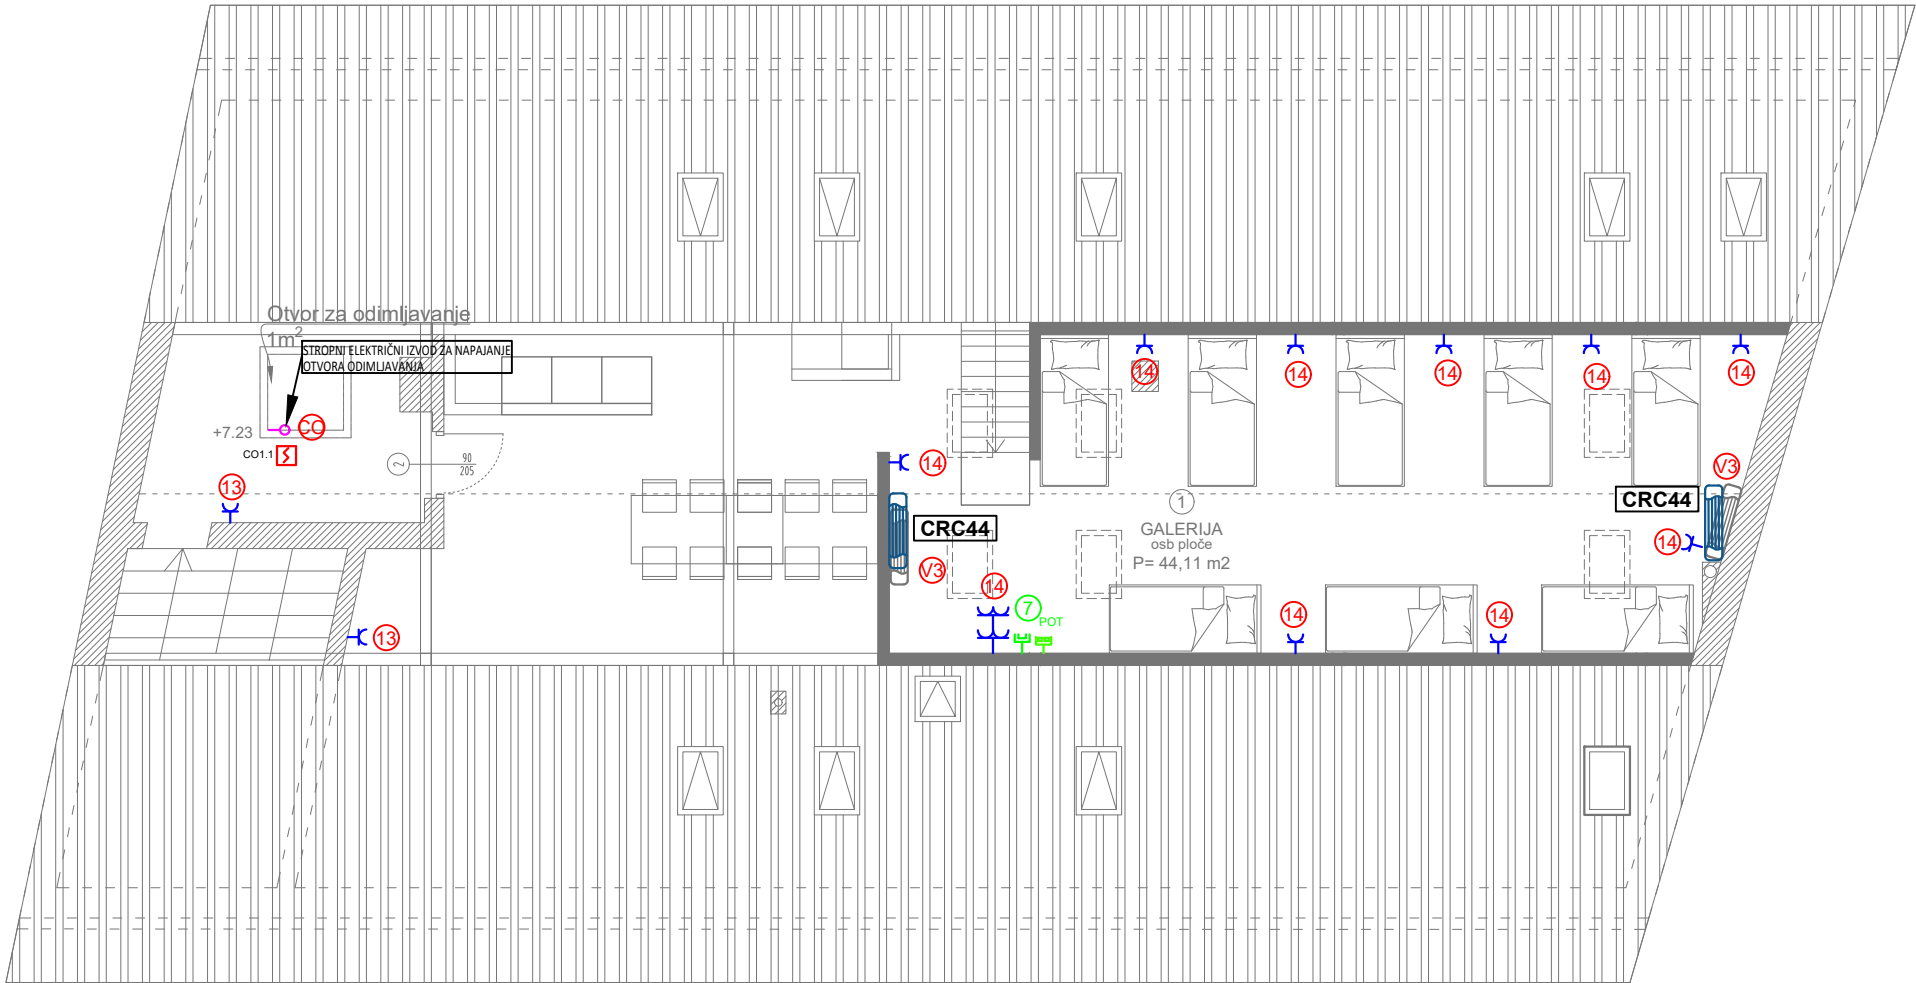 Otvor za odimljavanje
1m²
STROPNI ELEKTRIČNI IZVOD ZA NAPAJANJE
OTVORA ODIMLJAVANJA
14
14
14
14
14
+7.23
CO
CO1.1
2
90
205
14
V3
13
1
CRC44
CRC44
GALERIJA
osb ploče
P= 44,11 m2
14
V3
14
7
POT
14
14
13